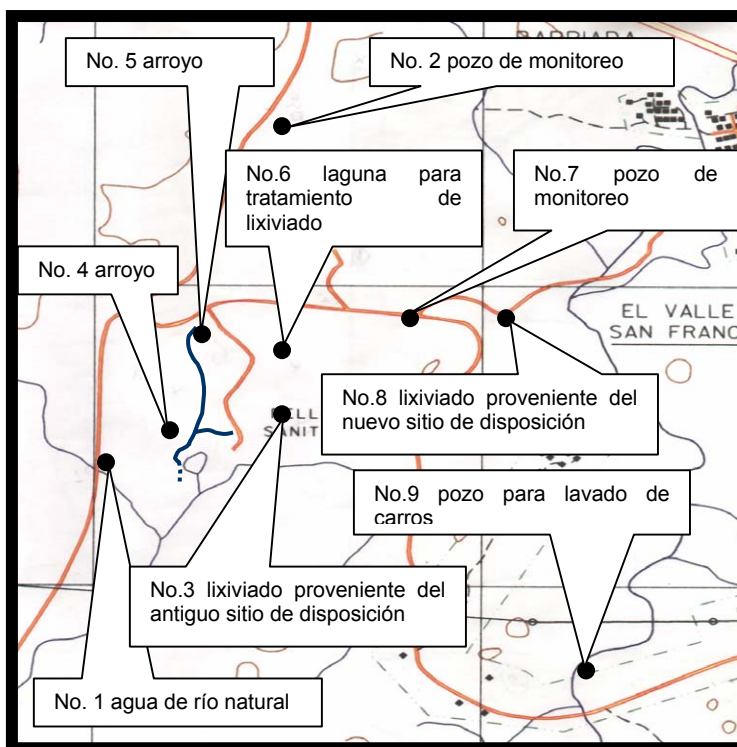 BARRIADA
No. 5 arroyo
No. 2 pozo de monitoreo
No.6 laguna para
tratamiento de
lixiviado
No.7 pozo de
monitoreo
No. 4 arroyo
EL VALLE
SAN FRANC
No.8 lixiviado proveniente del
nuevo sitio de disposición
ELL
SANIT
No.9 pozo para lavado de
carros
No.3 lixiviado proveniente del
antiguo sitio de disposición
No. 1 agua de río natural